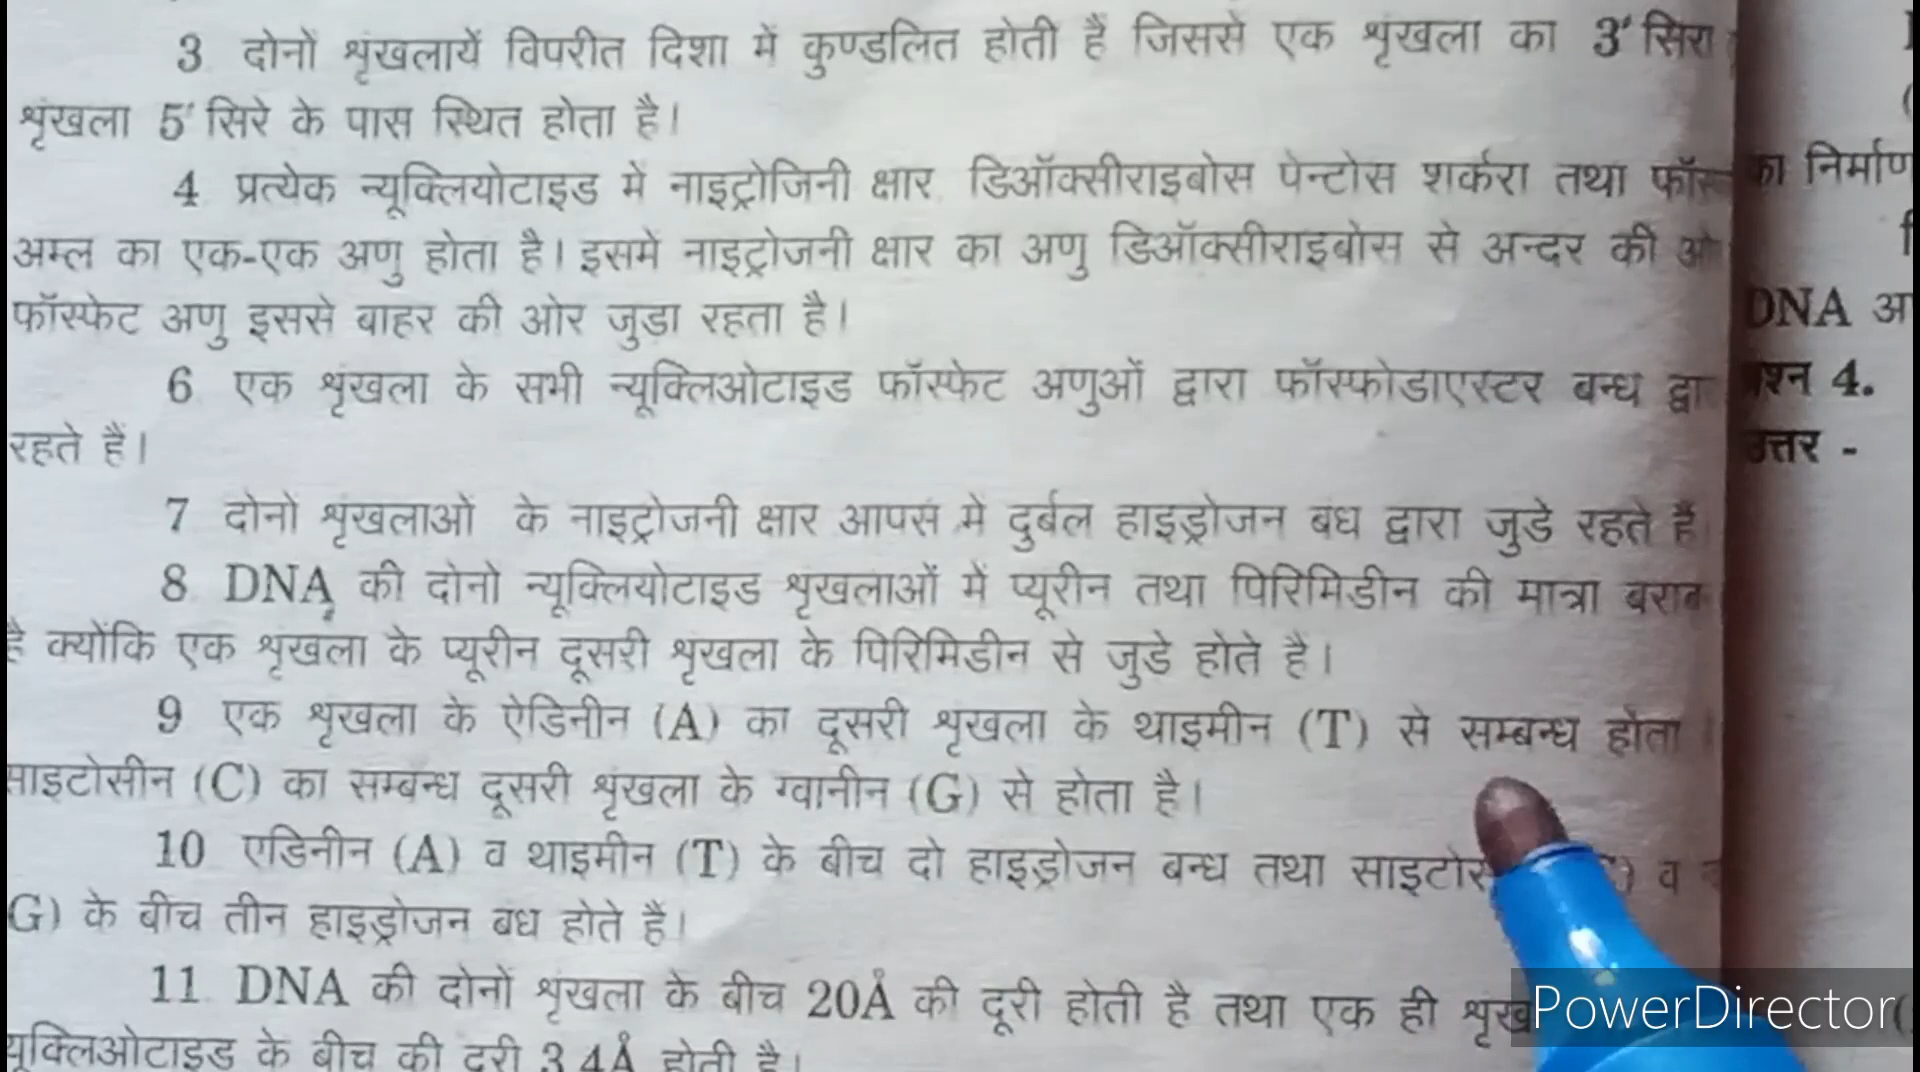 3 दोनों शृंखलायें विपरीत दिशा में कुण्डलित होती हैं जिससे एक शृंखला का 3' सिरा
शृंखला 5' सिरे के पास स्थित होता है।
4 प्रत्येक न्यूक्लियोटाइड में नाइट्रोजिनी क्षार, डिऑक्सीराइबोस पेन्टोस शर्करा तथा
अम्ल का एक-एक अणु होता है। इसमें नाइट्रोजनी क्षार का अणु डिऑक्सीराइबोस से अन्दर की
फॉस्फेट अणु इससे बाहर की ओर जुडा रहता है।
6 एक शृंखला के सभी न्यूक्लिओटाइड फॉस्फेट अणुओं द्वारा फॉस्फोडाएस्टर बन्ध
रहते हैं।
7 दोनो शृंखलाओं के नाइट्रोजनी क्षार आपस मे दुर्बल हाइड्रोजन बंध द्वारा जुडे रहते हैं
8 DNA की दोनो न्यूक्लियोटाइड शृखलाओं में प्यूरीन तथा पिरिमिडीन की मात्रा
है क्योंकि एक शृंखला के प्यूरीन दूसरी शृखला के पिरिमिडीन से जुडे होते है।
9 एक शृखला के ऐडिनीन (A) का दूसरी शृखला के थाइमीन (T) से सम्बन्ध होता
साइटोसीन (C) का सम्बन्ध दूसरी शृंखला के ग्वानीन (G) से होता है।
10 एडिनीन (A) व थाइमीन (T) के बीच दो हाइड्रोजन बन्ध तथा व
G) के बीच तीन हाइड्रोजन बंध होते हैं।
11. DNA की दोनों शृंखला के बीच 20Å की दूरी होती है तथा एक ही
के बीच की दूरी 3.4Å होती है।
का निर्माण
DNA
4.
उत्तर -
PowerDirector